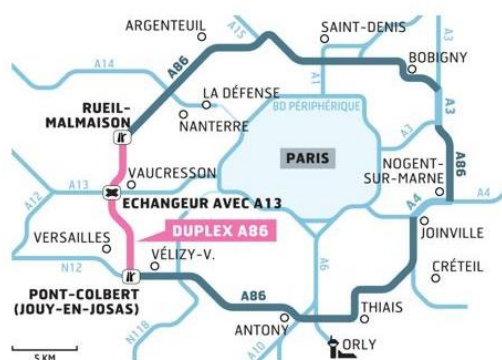 ARGENTEUIL
SAINT-DENIS
A15
A3
A86
A14
BOBIGNY
LA DÉFENSE
A1
RUEIL-
MALMAISON
BD PÉRIPHÉRIQUE
A3
NANTERRE
A3
PARIS
NOGENT-
SUR-MARNE
A86
VAUCRESSON
A13
A12
ECHANGEUR AVEC A13
A4
A4
DUPLEX A86
JOINVILLE
VERSAILLES
VÉLIZY-V.
A6
CRÉTEIL
N12
PONT-COLBERT
(JOUY-EN-JOSAS)
A86
N118
ANTONY
THIAIS
A10
ORLY
5 KM